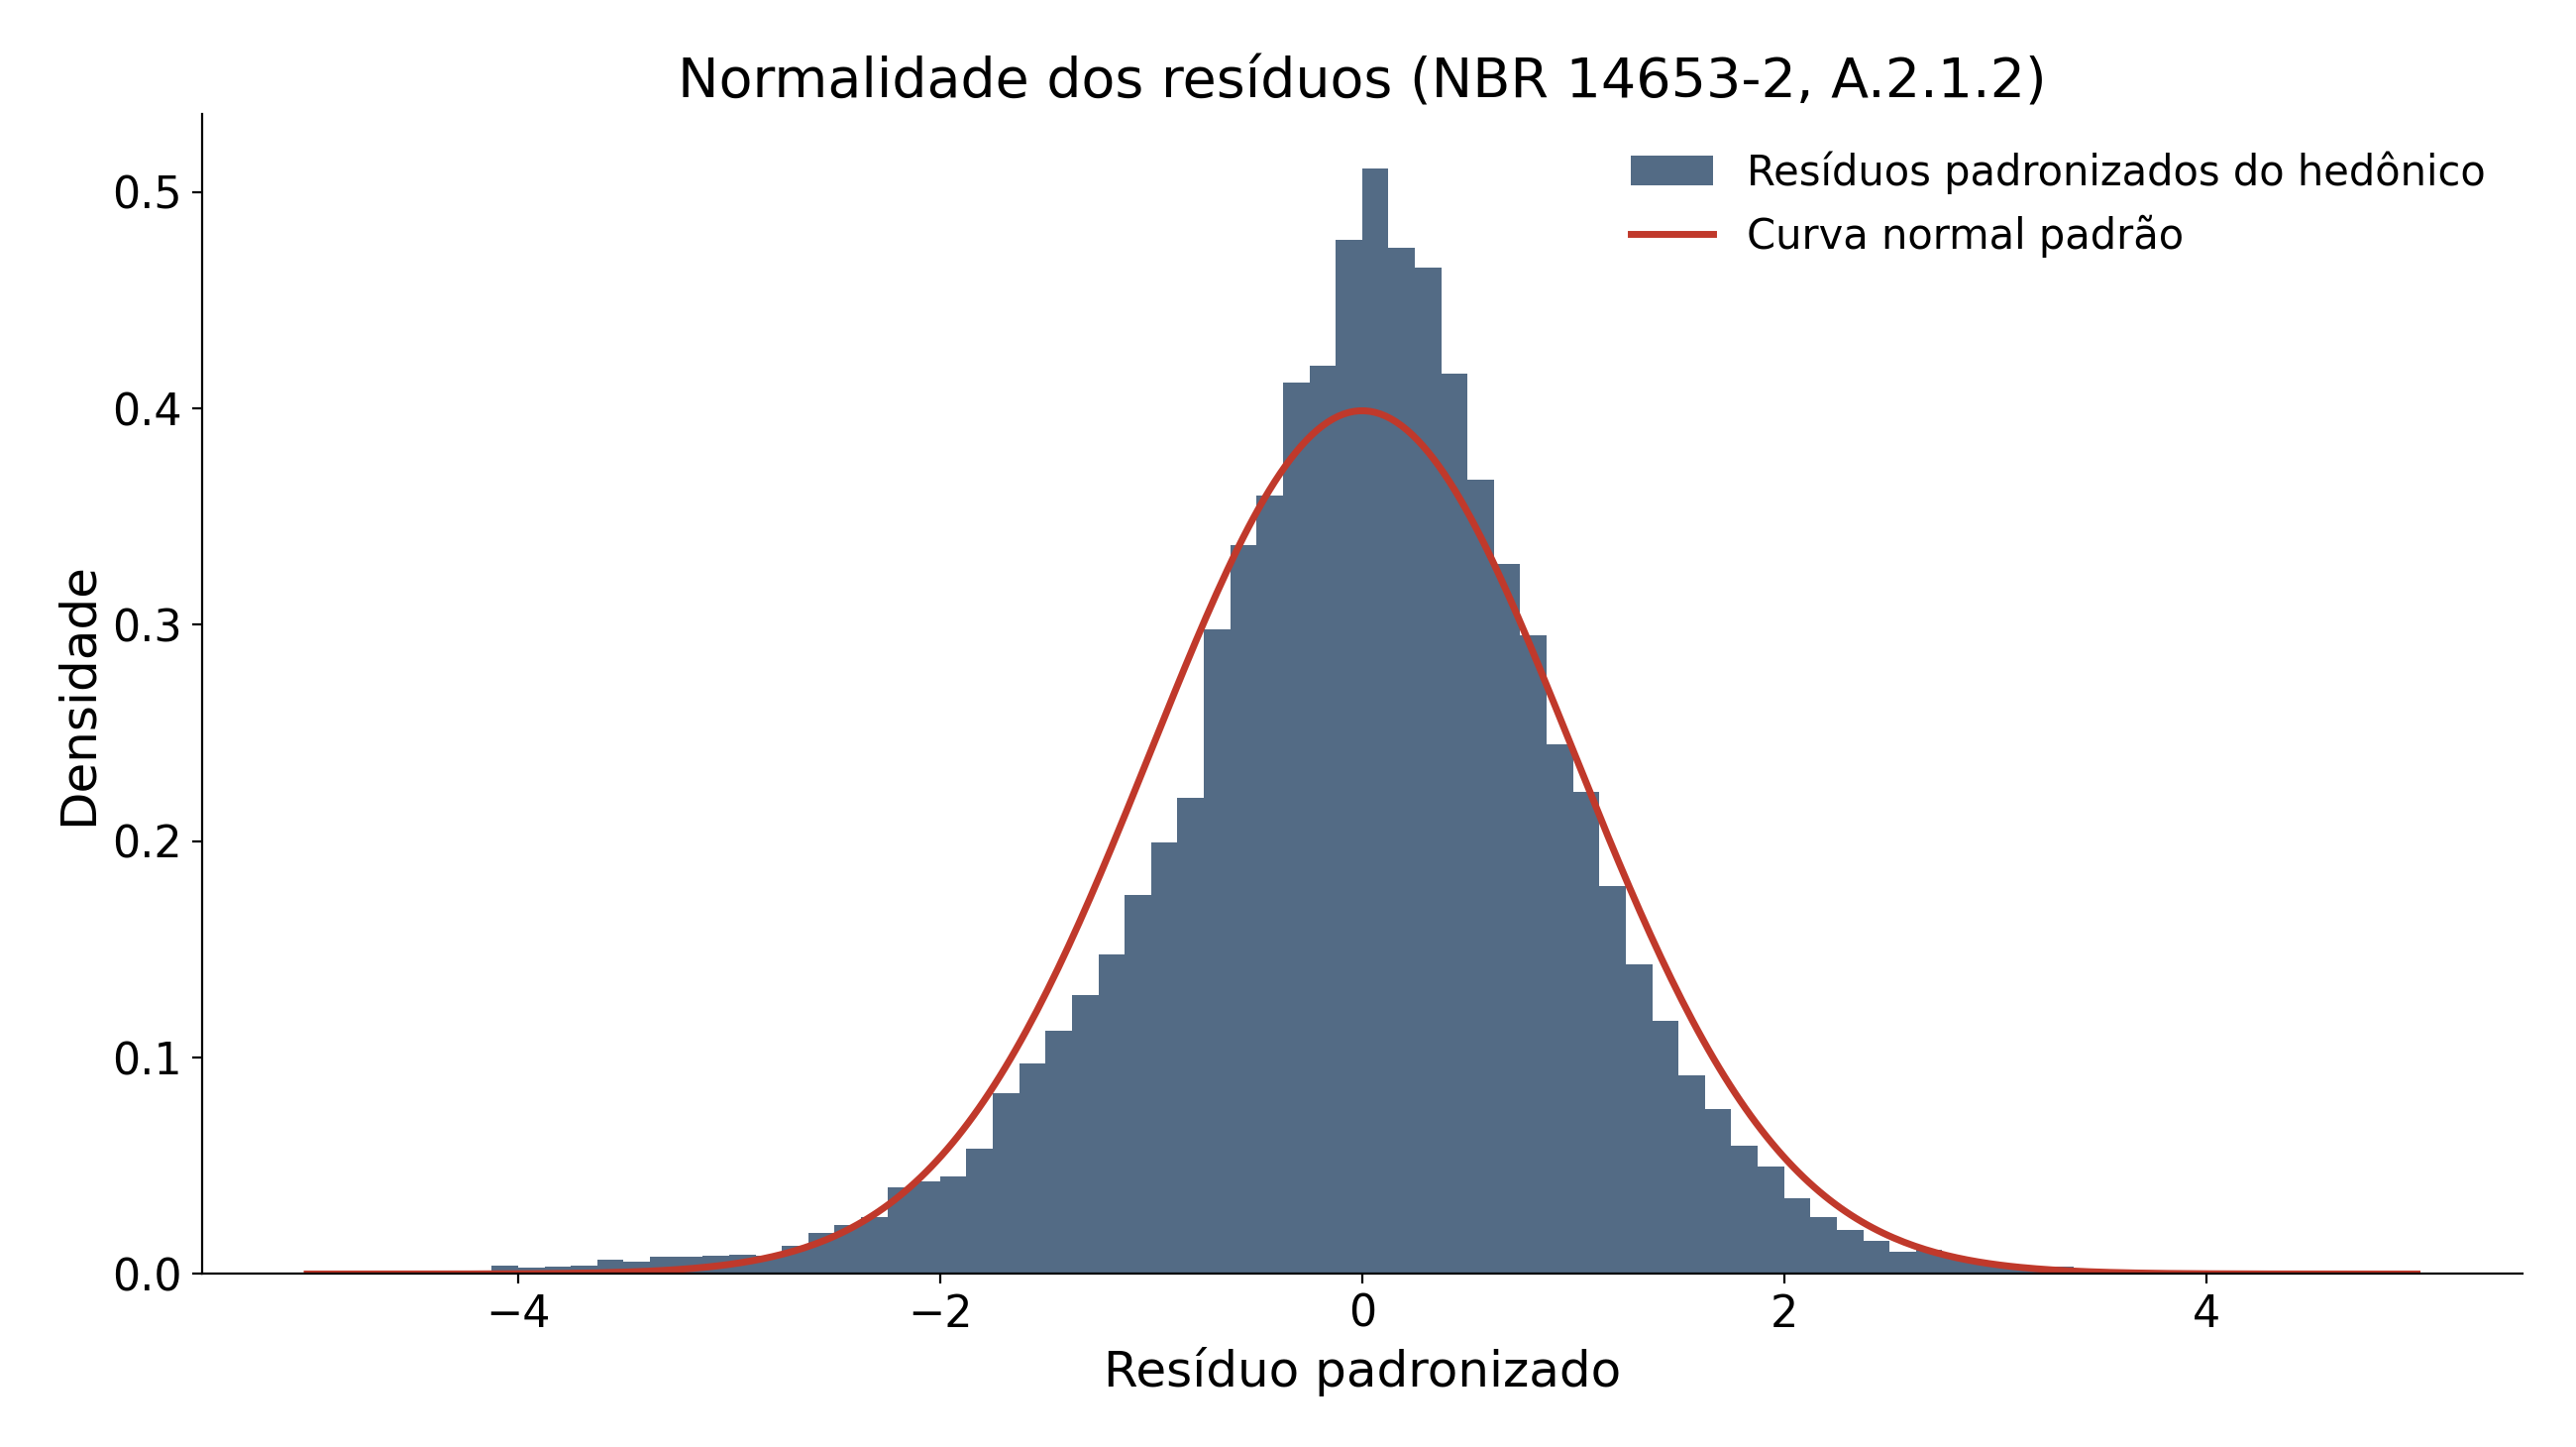 Normalidade dos resíduos (NBR 14653-2, A.2.1.2)
Resíduos padronizados do hedônico
Curva normal padrão
Densidade
0.5
0.4
0.3
0.2
0.1
0.0
−4
−2
0
2
4
Resíduo padronizado